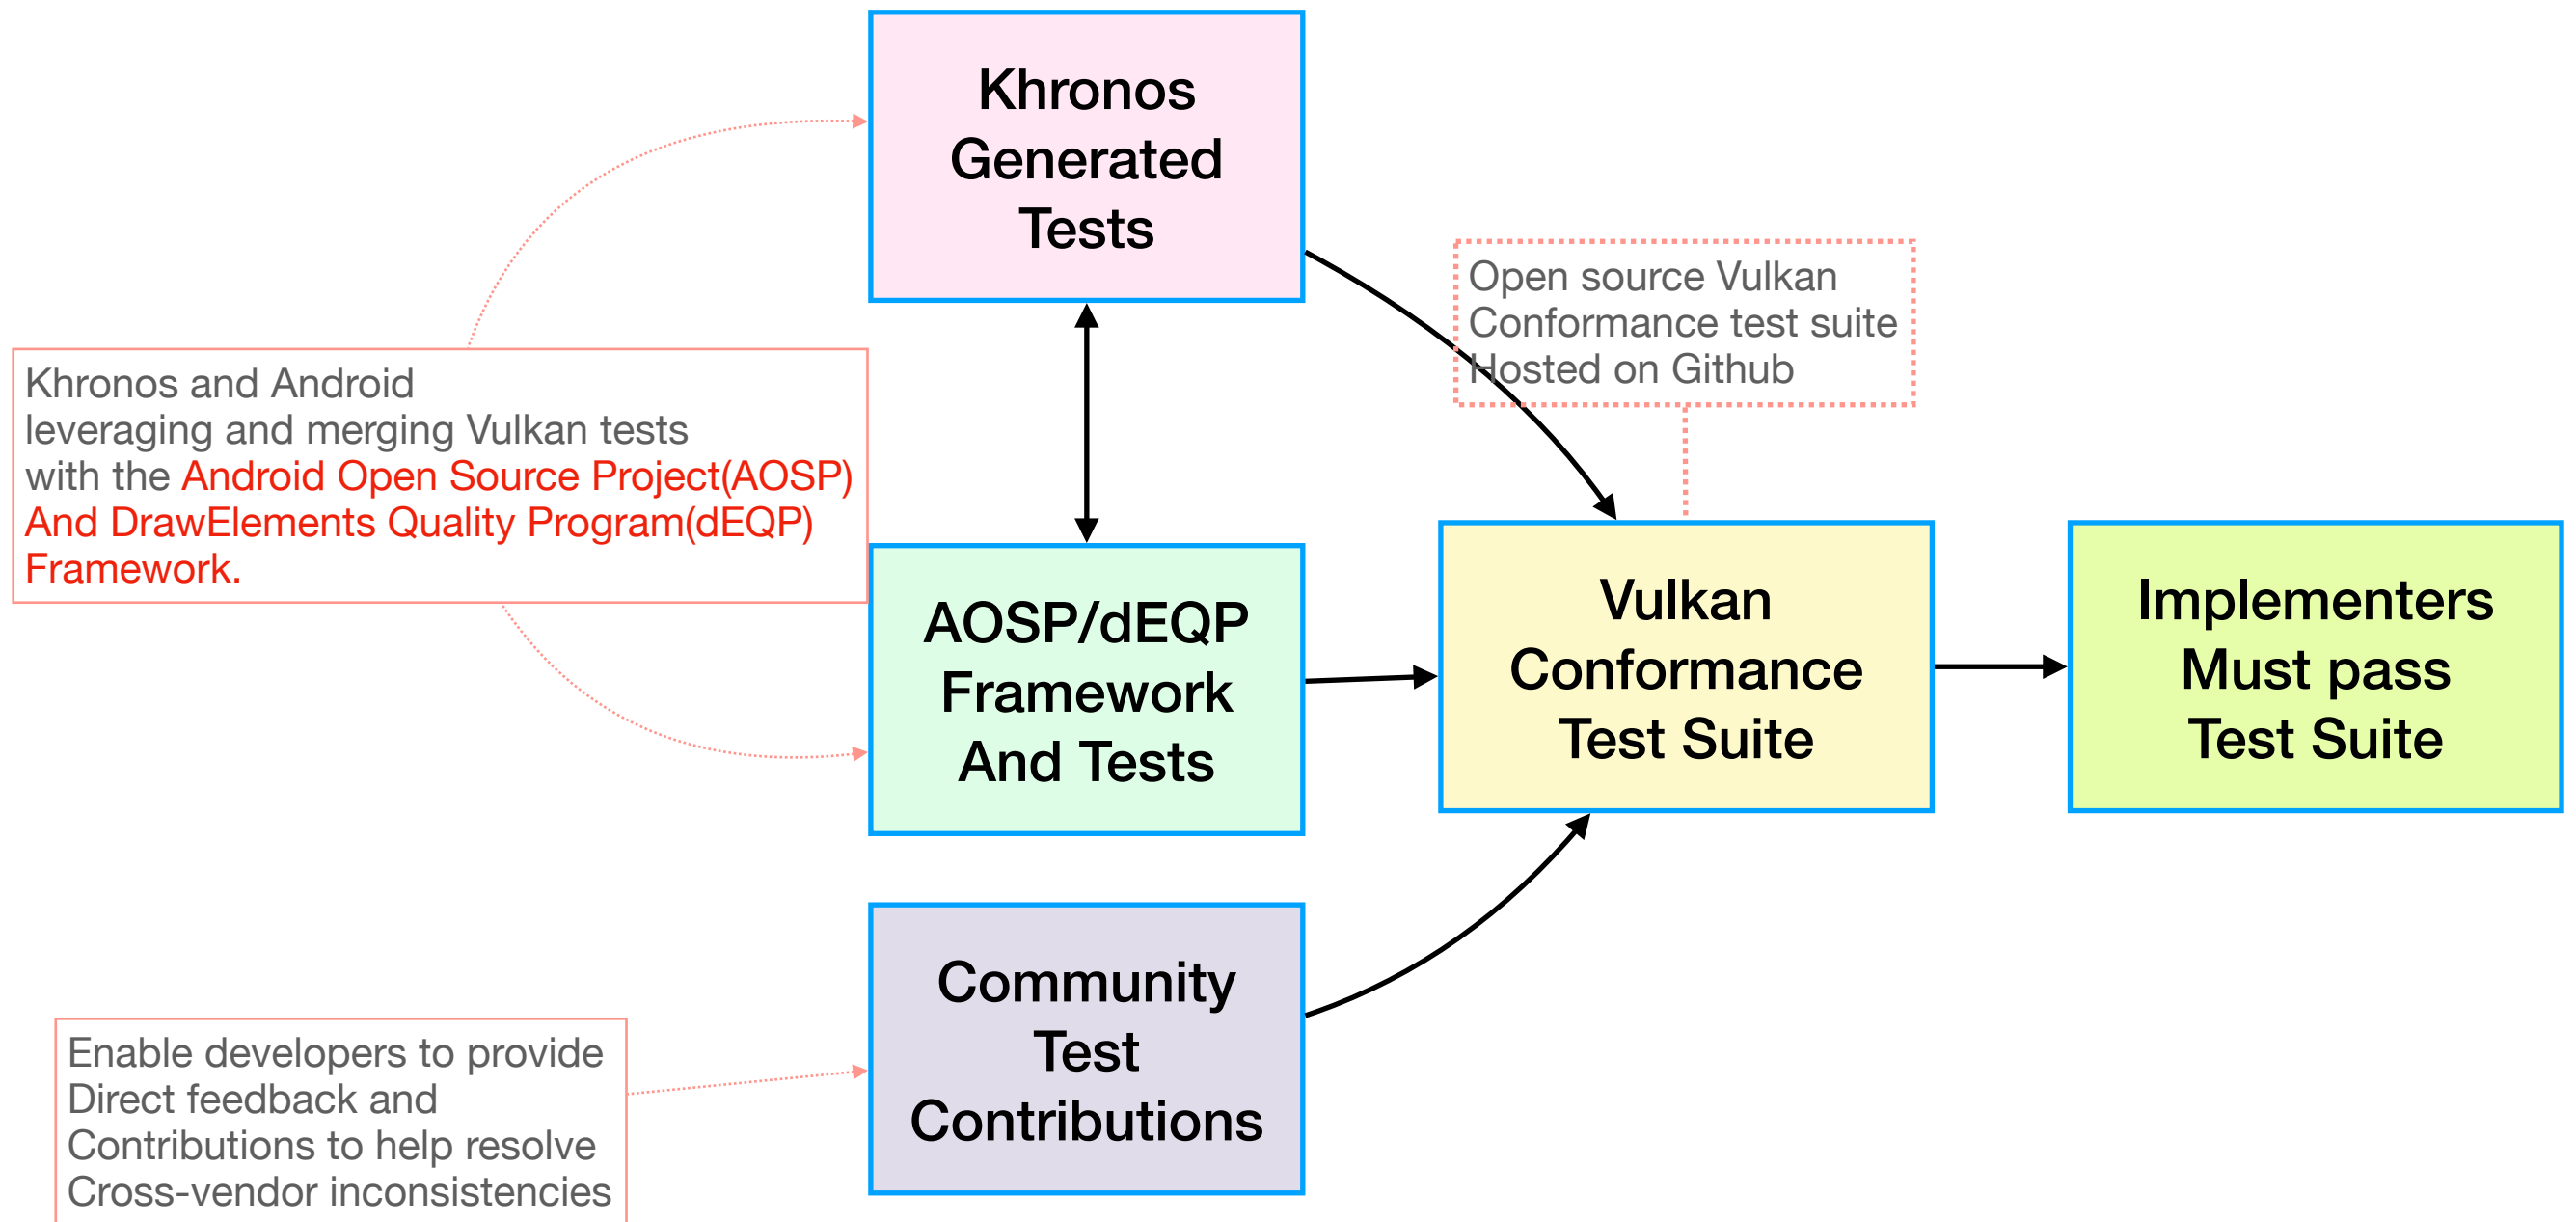 Khronos
Generated
Tests
Open source Vulkan
Conformance test suite
Hosted on Github
Khronos and Android
leveraging and merging Vulkan tests
with the Android Open Source Project(AOSP)
And DrawElements Quality Program(dEQP)
Framework.
AOSP/dEQP
Framework
And Tests
Vulkan
Conformance
Test Suite
Implementers
Must pass
Test Suite
Community
Test
Contributions
Enable developers to provide
Direct feedback and
Contributions to help resolve
Cross-vendor inconsistencies